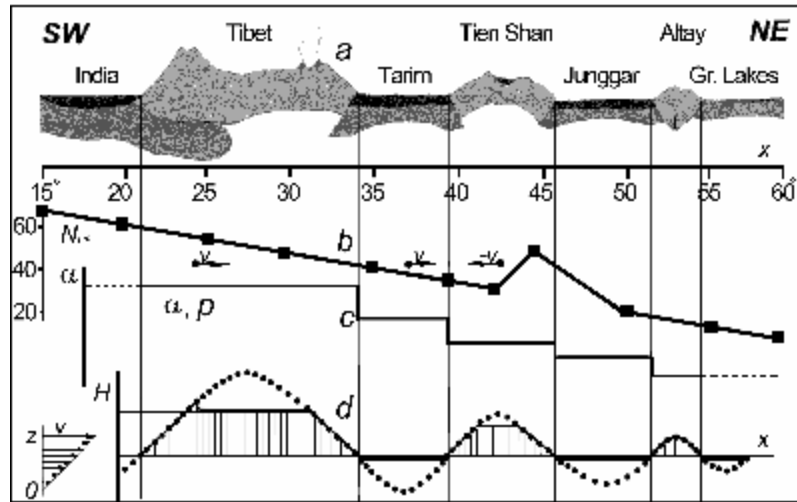 SW Tibet a Tien Shan Altay NE
India Tarim Junggar Gr. Lakes
x
15° 20 25 30 35 40 45 50 55 60°
60 b
40 v v -v
α
20 α, p c
H
d
v x
z
0